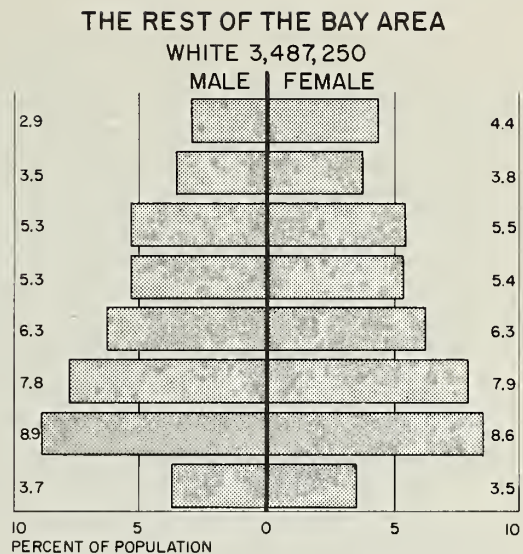 THE REST OF THE BAY AREA
WHITE 3,487,250
MALE FEMALE
2.9 4.4
3.5 3.8
5.3 5.5
5.3 5.4
6.3 6.3
7.8 7.9
8.9 8.6
3.7 3.5
10 5 0 5 10
PERCENT OF POPULATION